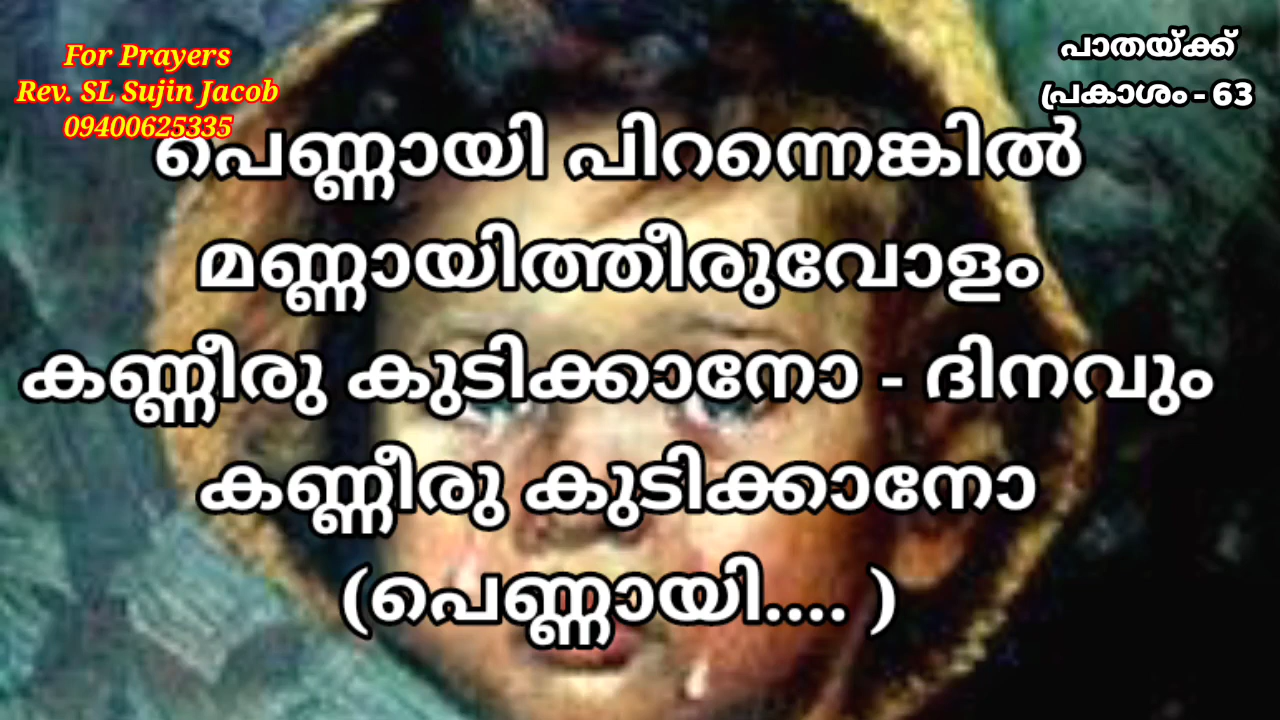 For Prayers
Rev. SL Sujin Jacob
09400625335
പാതയ്ക്ക്
പ്രകാശം - 63
പെണ്ണായി പിറന്നെങ്കിൽ
മണ്ണായിത്തീരുവോളം
കണ്ണീരു കുടിക്കാനോ - ദിനവും
കണ്ണീരു കുടിക്കാനോ
(പെണ്ണായി.... )